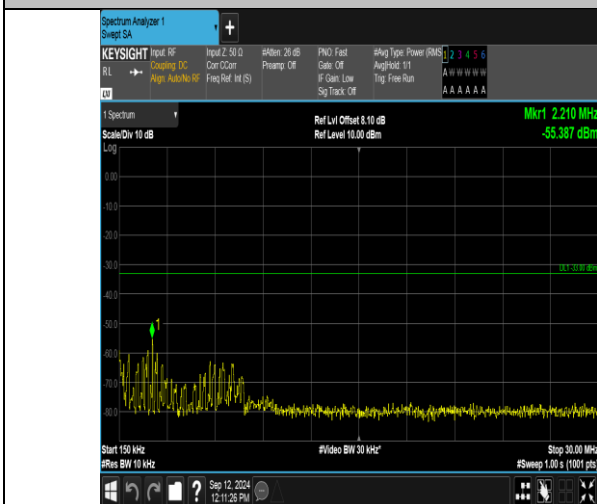 Spectrum Analyzer 1
Swept SA
+
KEYSIGHT Input: RF Input Z: 50 Ω #Atten: 26 dB PNO: Fast #Avg Type: Power (RMS 1 2 3 4 5 6
RL Coupling: DC Corr CCorr Preamp: Off Gate: Off Avg|Hold: 1/1 A W W W W W
Align: Auto/No RF Freq Ref: Int (S) IF Gain: Low Trig: Free Run
Sig Track: Off A A A A A A
1 Spectrum Ref Lvl Offset 8.10 dB Mkr1 2.210 MHz
Scale/Div 10 dB Ref Level 10.00 dBm -55.387 dBm
Log
0.00
-10.0
-20.0
-30.0
DL1 -33.00 dBm
-40.0
-50.0
1
-60.0
-70.0
-80.0
Start 150 kHz #Video BW 30 kHz* Stop 30.00 MHz
#Res BW 10 kHz #Sweep 1.00 s (1001 pts)
? Sep 12, 2024
12:11:26 PM